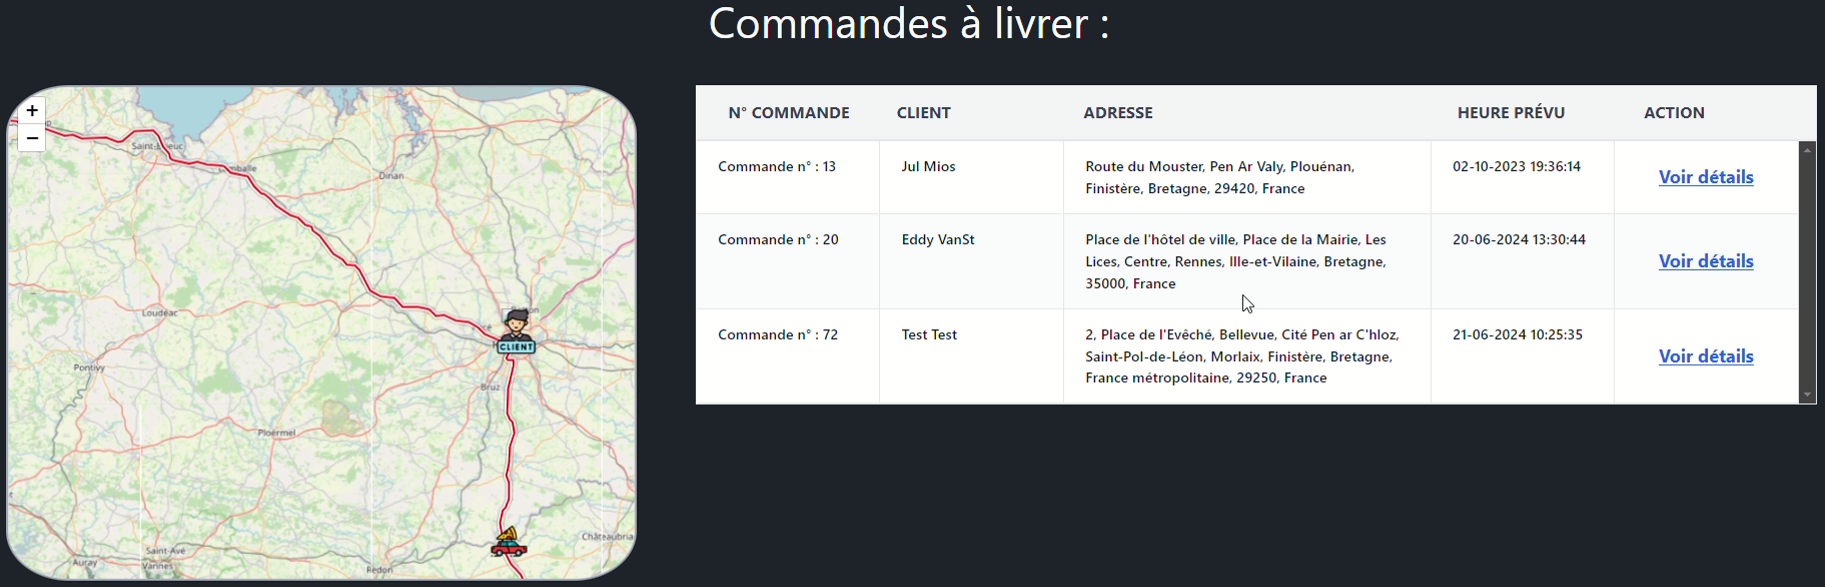 Commandes à livrer :
+
−
Dinan
Loudéac
Pontivy
Ploërmel
Bruz
CLIENT
Châteaubria
Saint-Avé
Vannes
Auray
Redon
N° COMMANDE CLIENT ADRESSE HEURE PRÉVU ACTION
Commande n° : 13 Jul Mios Route du Mouster, Pen Ar Valy, Plouénan, 02-10-2023 19:36:14 Voir détails
Finistère, Bretagne, 29420, France
Commande n° : 20 Eddy VanSt Place de l'hôtel de ville, Place de la Mairie, Les 20-06-2024 13:30:44 Voir détails
Lices, Centre, Rennes, Ille-et-Vilaine, Bretagne,
35000, France
Commande n° : 72 Test Test 2, Place de l'Evêché, Bellevue, Cité Pen ar C'hloz, 21-06-2024 10:25:35 Voir détails
Saint-Pol-de-Léon, Morlaix, Finistère, Bretagne,
France métropolitaine, 29250, France